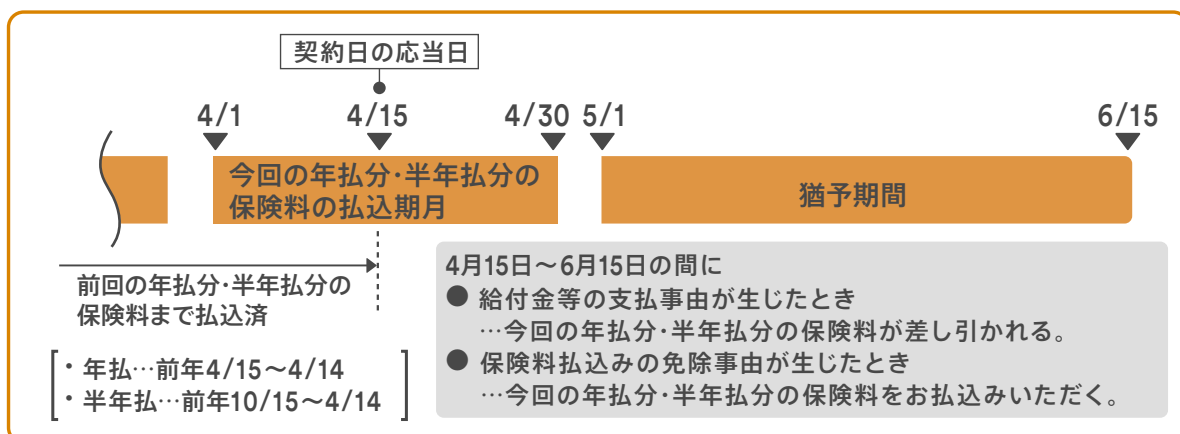 契約日の応当日
4/1
4/15
4/30
5/1
6/15
今回の年払分･半年払分の
保険料の払込期月
猶予期間
前回の年払分･半年払分の
保険料まで払込済
・年払…前年4/15～4/14
・半年払…前年10/15～4/14
4月15日～6月15日の間に
● 給付金等の支払事由が生じたとき
…今回の年払分･半年払分の保険料が差し引かれる。
● 保険料払込みの免除事由が生じたとき
…今回の年払分･半年払分の保険料をお払込みいただく。